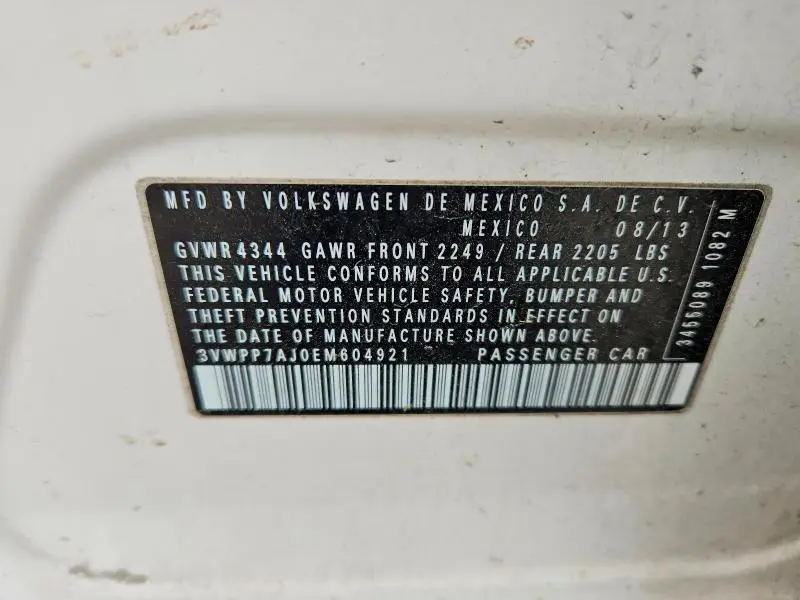 MFD BY VOLKSWAGEN DE MEXICO S.A. DE C.V.
MEXICO 08/13
GVWR 4344 GAWR FRONT 2249 / REAR 2205 LBS
THIS VEHICLE CONFORMS TO ALL APPLICABLE U.S.
FEDERAL MOTOR VEHICLE SAFETY, BUMPER AND
THEFT PREVENTION STANDARDS IN EFFECT ON
THE DATE OF MANUFACTURE SHOWN ABOVE.
3VWPP7AJ0EM604921 PASSENGER CAR
3456089 1082 M